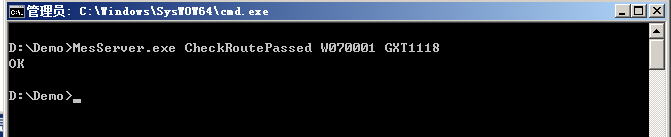 管理员: C:\Windows\SysWOW64\cmd.exe
D:\Demo>MesServer.exe CheckRoutePassed W070001 GXT1118
OK
D:\Demo>_